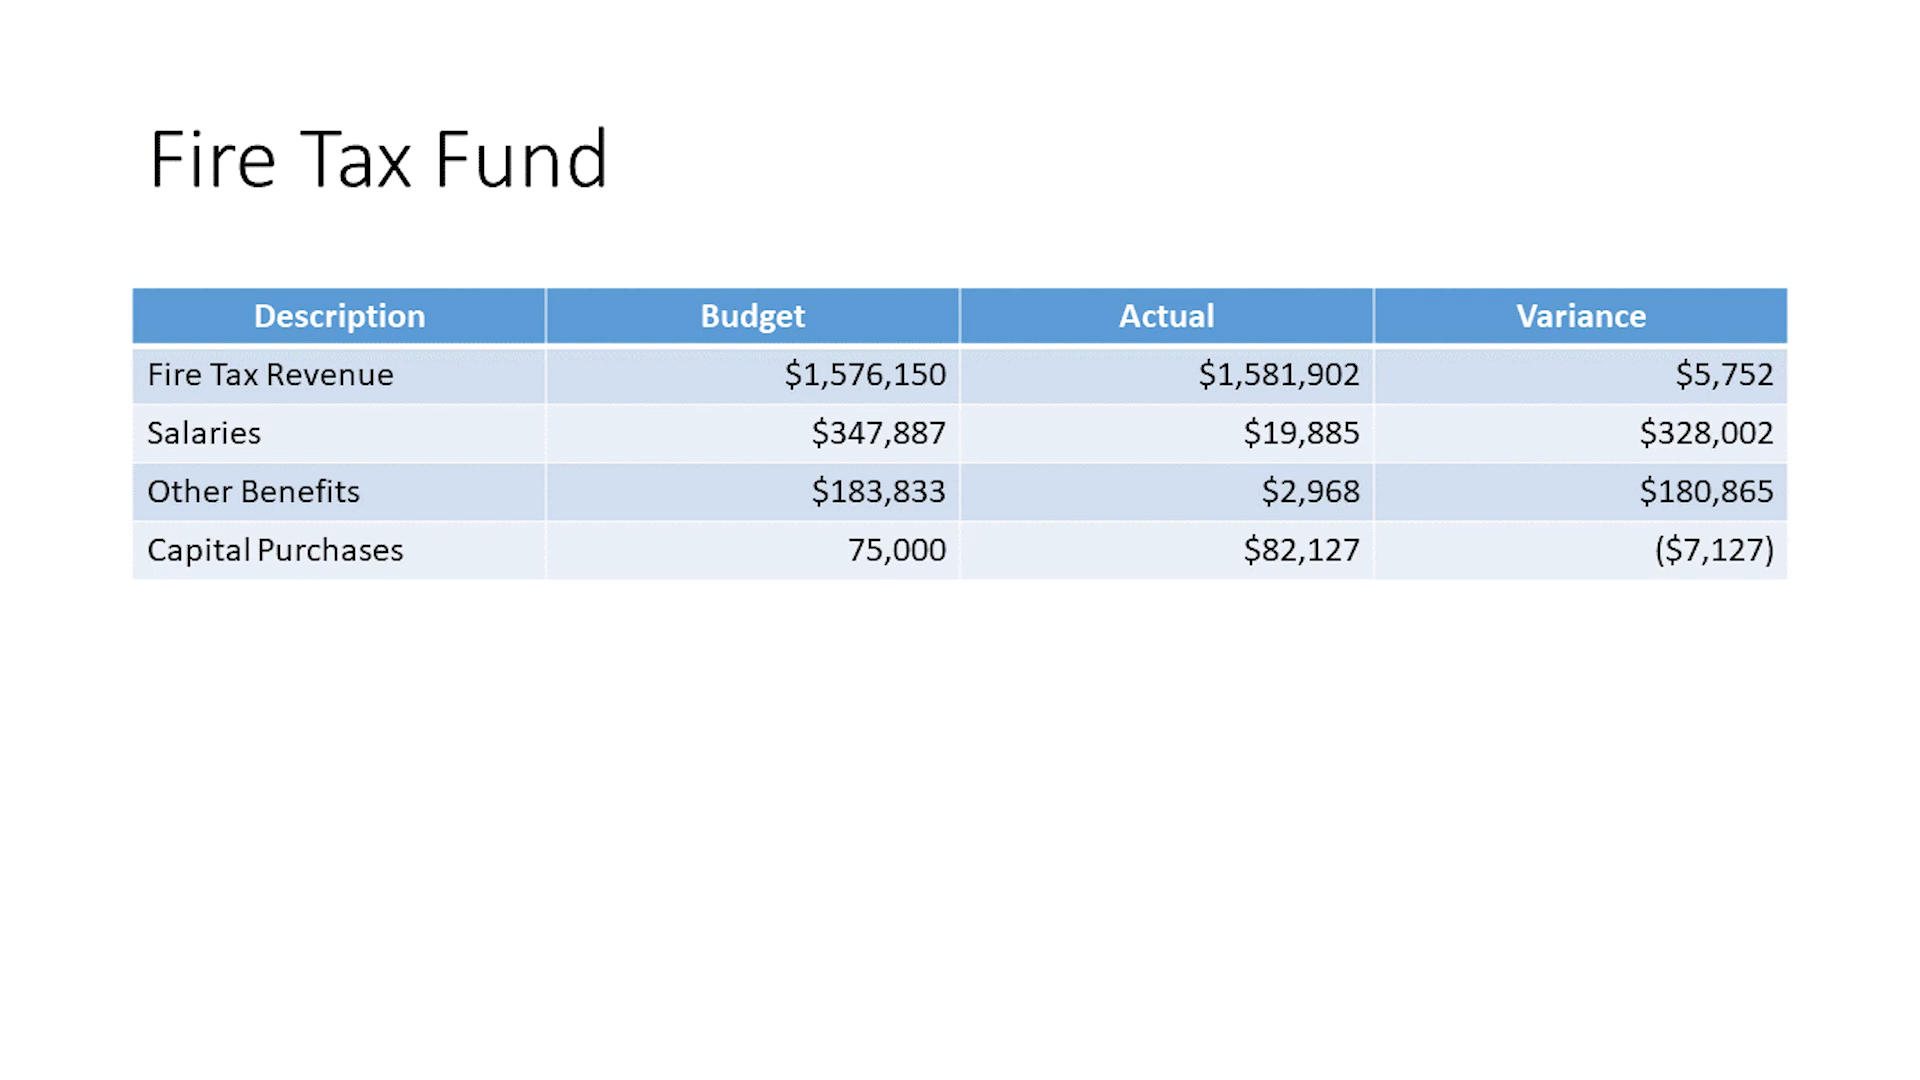 Fire Tax Fund
Description Budget Actual Variance
Fire Tax Revenue $1,576,150 $1,581,902 $5,752
Salaries $347,887 $19,885 $328,002
Other Benefits $183,833 $2,968 $180,865
Capital Purchases 75,000 $82,127 ($7,127)